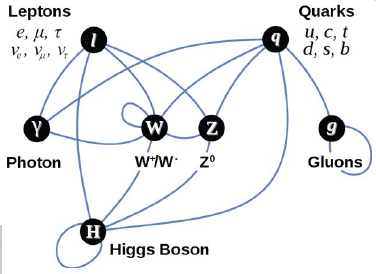 Leptons
e, μ, τ
νe, νμ, ντ
l
q
Quarks
u, c, t
d, s, b
γ
W
Z
g
Photon
W⁺/W⁻
Z⁰
Gluons
H
Higgs Boson